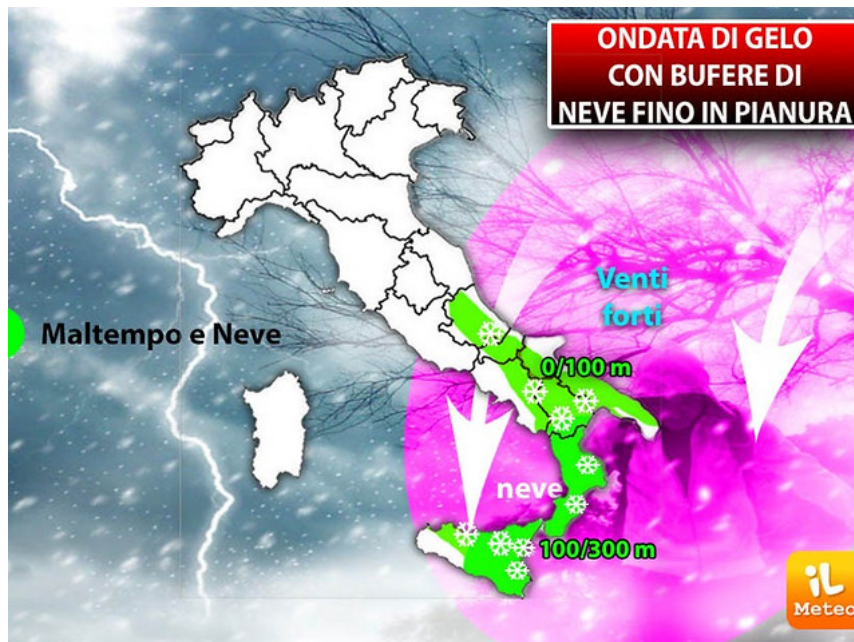 ONDATA DI GELO
CON BUFERE DI
NEVE FINO IN PIANURA
Venti
forti
Maltempo e Neve
0/100 m
neve
100/300 m
iL
Meteo